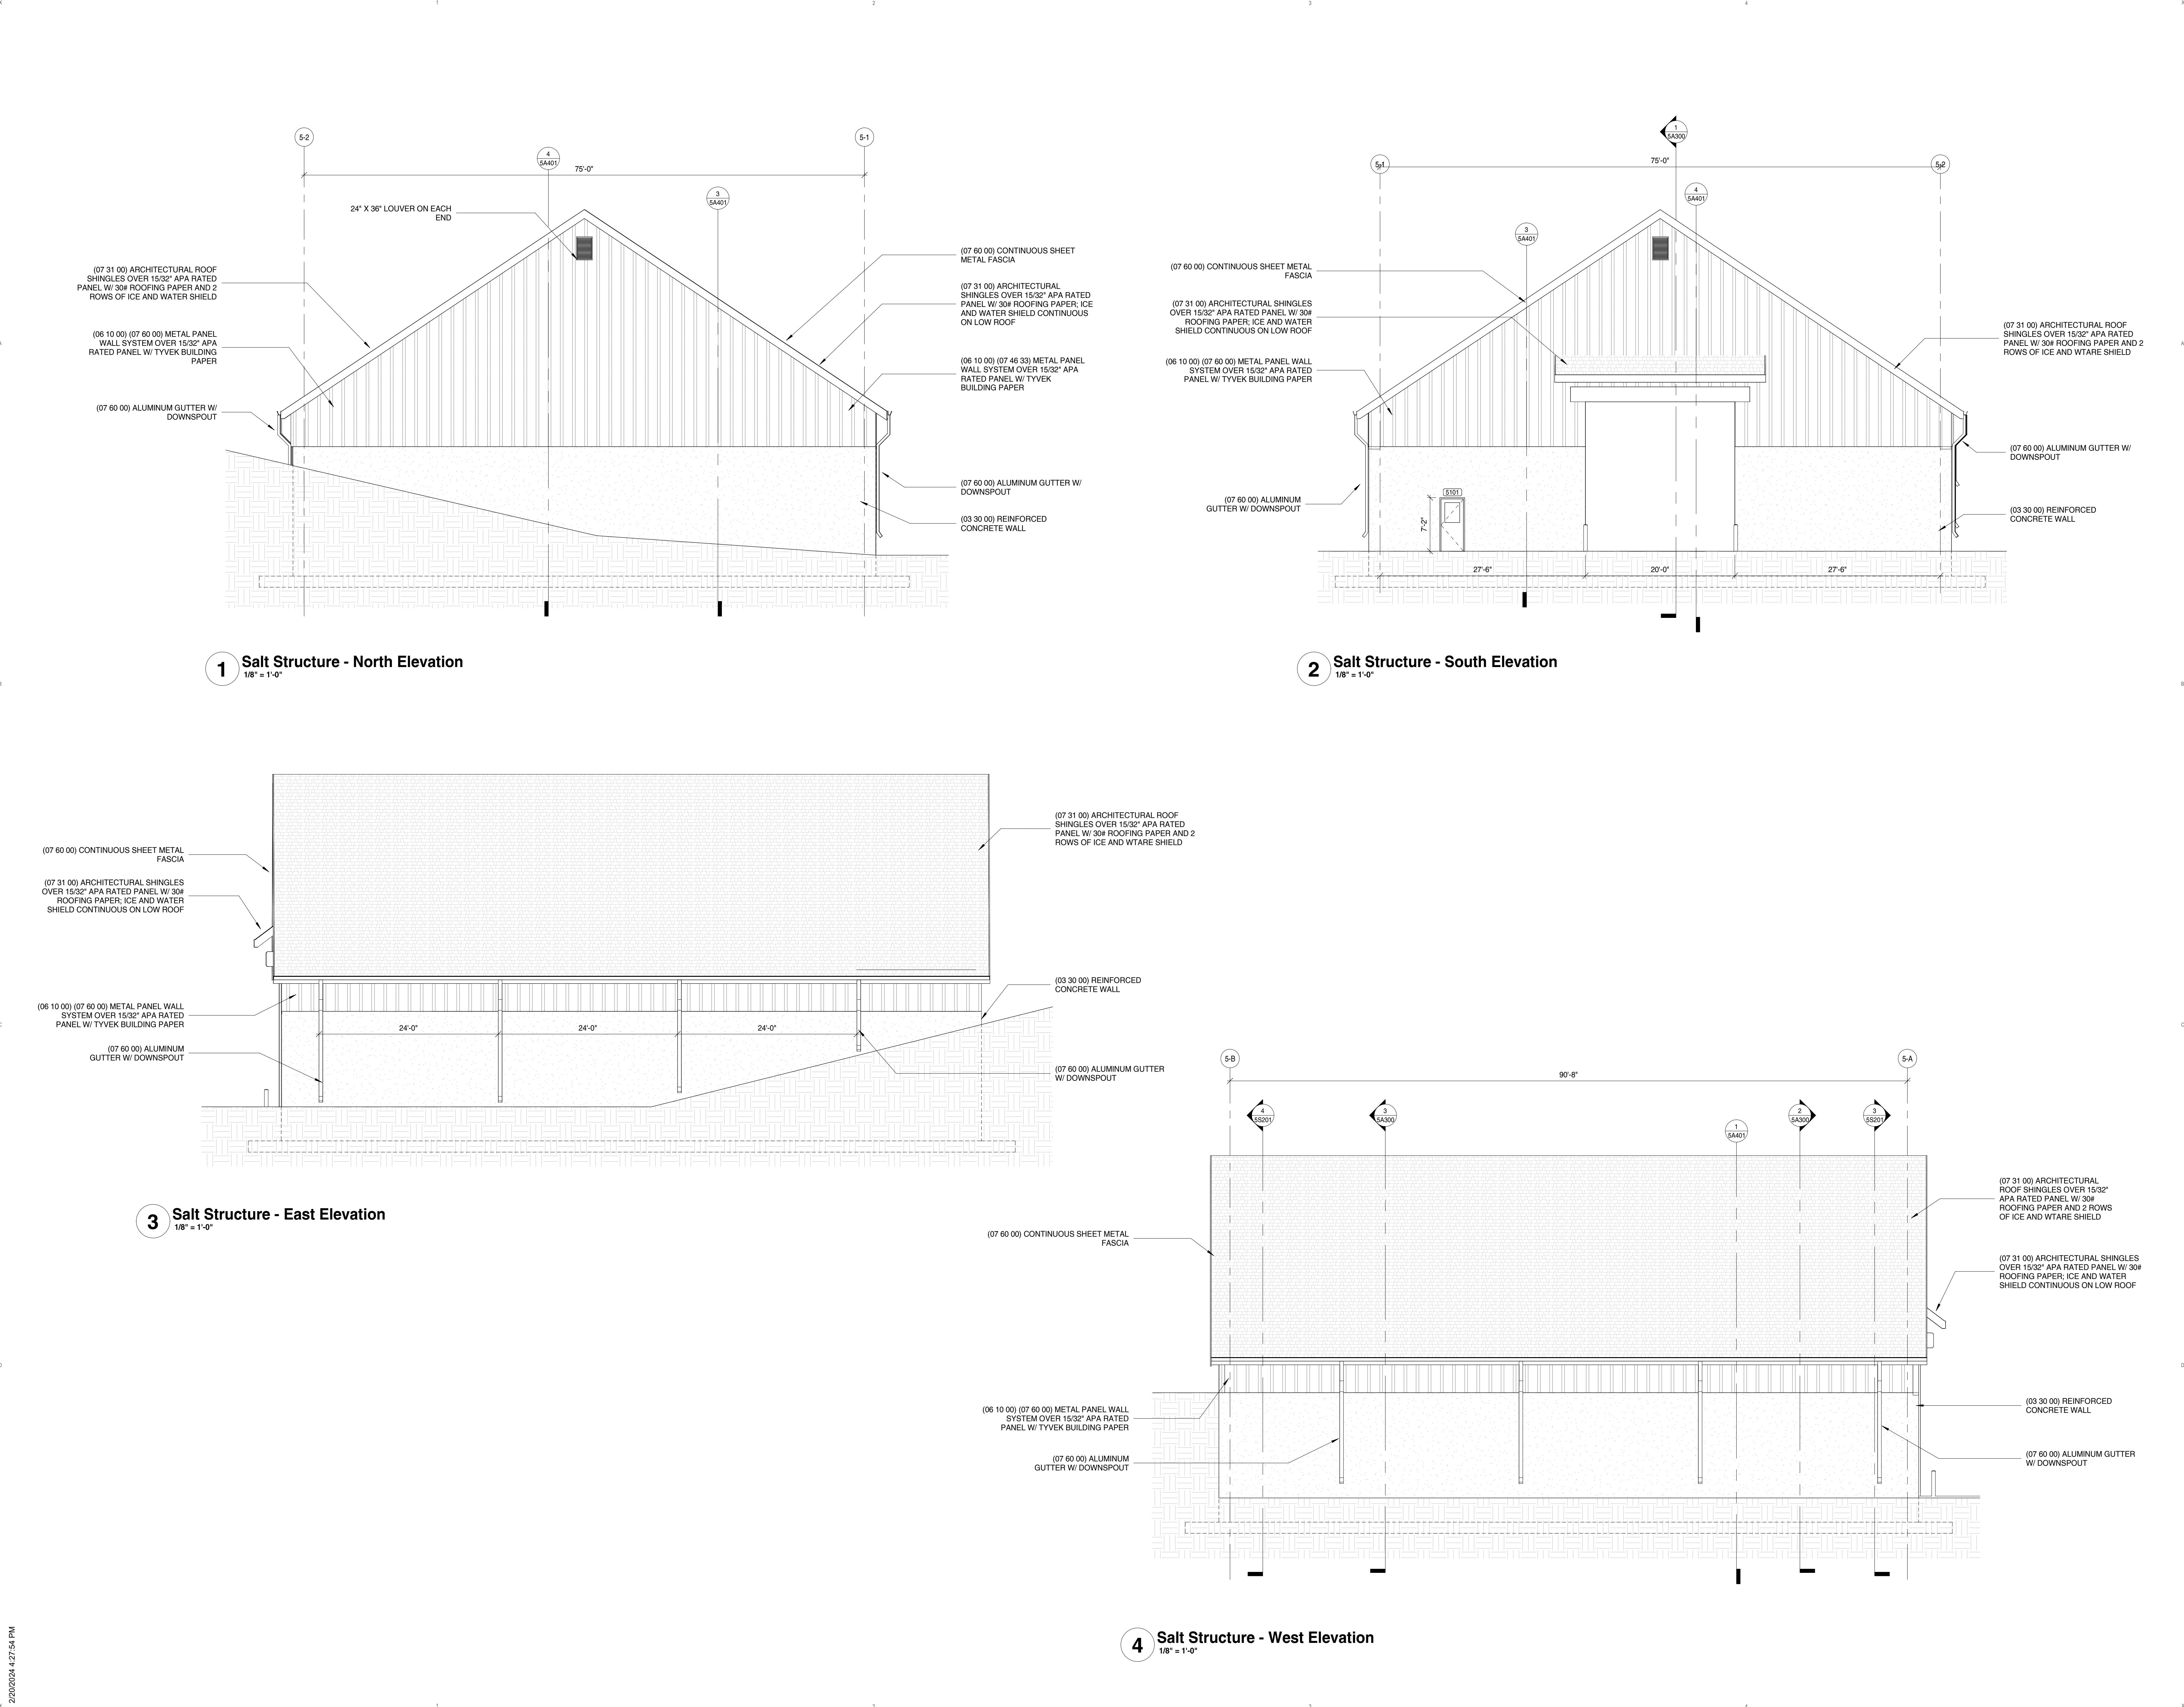 1
2
3
4
5-2
5-1
4
5A401
75'-0"
3
5A401
24" X 36" LOUVER ON EACH
END
(07 31 00) ARCHITECTURAL ROOF
SHINGLES OVER 15/32" APA RATED
PANEL W/ 30# ROOFING PAPER AND 2
ROWS OF ICE AND WATER SHIELD
(06 10 00) (07 60 00) METAL PANEL
WALL SYSTEM OVER 15/32" APA
RATED PANEL W/ TYVEK BUILDING
PAPER
(07 60 00) ALUMINUM GUTTER W/
DOWNSPOUT
(07 60 00) CONTINUOUS SHEET
METAL FASCIA
(07 31 00) ARCHITECTURAL
SHINGLES OVER 15/32" APA RATED
PANEL W/ 30# ROOFING PAPER; ICE
AND WATER SHIELD CONTINUOUS
ON LOW ROOF
(06 10 00) (07 46 33) METAL PANEL
WALL SYSTEM OVER 15/32" APA
RATED PANEL W/ TYVEK
BUILDING PAPER
(07 60 00) ALUMINUM GUTTER W/
DOWNSPOUT
(03 30 00) REINFORCED
CONCRETE WALL
1
Salt Structure - North Elevation
1/8" = 1'-0"
1
5A300
5-1
75'-0"
5-2
4
5A401
3
5A401
(07 60 00) CONTINUOUS SHEET METAL
FASCIA
(07 31 00) ARCHITECTURAL SHINGLES
OVER 15/32" APA RATED PANEL W/ 30#
ROOFING PAPER; ICE AND WATER
SHIELD CONTINUOUS ON LOW ROOF
(06 10 00) (07 60 00) METAL PANEL WALL
SYSTEM OVER 15/32" APA RATED
PANEL W/ TYVEK BUILDING PAPER
(07 60 00) ALUMINUM
GUTTER W/ DOWNSPOUT
5101
7'-2"
27'-6"
20'-0"
27'-6"
(07 31 00) ARCHITECTURAL ROOF
SHINGLES OVER 15/32" APA RATED
PANEL W/ 30# ROOFING PAPER AND 2
ROWS OF ICE AND WTARE SHIELD
(07 60 00) ALUMINUM GUTTER W/
DOWNSPOUT
(03 30 00) REINFORCED
CONCRETE WALL
2
Salt Structure - South Elevation
1/8" = 1'-0"
(07 60 00) CONTINUOUS SHEET METAL
FASCIA
(07 31 00) ARCHITECTURAL SHINGLES
OVER 15/32" APA RATED PANEL W/ 30#
ROOFING PAPER; ICE AND WATER
SHIELD CONTINUOUS ON LOW ROOF
(06 10 00) (07 60 00) METAL PANEL WALL
SYSTEM OVER 15/32" APA RATED
PANEL W/ TYVEK BUILDING PAPER
(07 60 00) ALUMINUM
GUTTER W/ DOWNSPOUT
24'-0"
24'-0"
24'-0"
(07 31 00) ARCHITECTURAL ROOF
SHINGLES OVER 15/32" APA RATED
PANEL W/ 30# ROOFING PAPER AND 2
ROWS OF ICE AND WTARE SHIELD
(03 30 00) REINFORCED
CONCRETE WALL
(07 60 00) ALUMINUM GUTTER
W/ DOWNSPOUT
3
Salt Structure - East Elevation
1/8" = 1'-0"
5-B
5-A
90'-8"
4
5S201
3
5A300
1
5A401
2
5A300
3
5S201
(07 60 00) CONTINUOUS SHEET METAL
FASCIA
(06 10 00) (07 60 00) METAL PANEL WALL
SYSTEM OVER 15/32" APA RATED
PANEL W/ TYVEK BUILDING PAPER
(07 60 00) ALUMINUM
GUTTER W/ DOWNSPOUT
(07 31 00) ARCHITECTURAL
ROOF SHINGLES OVER 15/32"
APA RATED PANEL W/ 30#
ROOFING PAPER AND 2 ROWS
OF ICE AND WTARE SHIELD
(07 31 00) ARCHITECTURAL SHINGLES
OVER 15/32" APA RATED PANEL W/ 30#
ROOFING PAPER; ICE AND WATER
SHIELD CONTINUOUS ON LOW ROOF
(03 30 00) REINFORCED
CONCRETE WALL
(07 60 00) ALUMINUM GUTTER
W/ DOWNSPOUT
4
Salt Structure - West Elevation
1/8" = 1'-0"
2/20/2024 4:27:54 PM